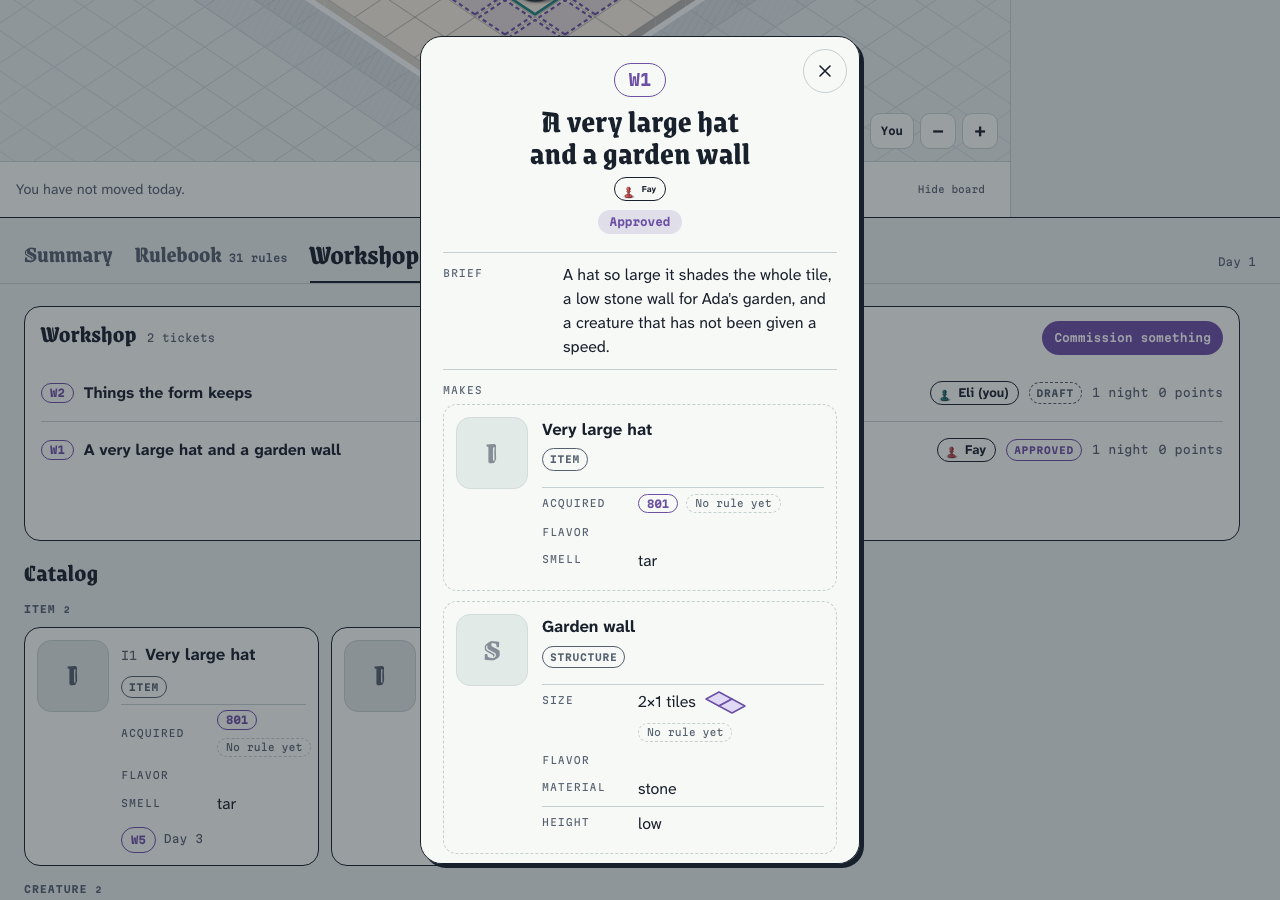 You
−
+
You have not moved today.
Hide board
Summary
Rulebook 31 rules
Workshop
Day 1
Workshop 2 tickets
Commission something
W2 Things the form keeps
Eli (you) DRAFT 1 night 0 points
W1 A very large hat and a garden wall
Fay APPROVED 1 night 0 points
Catalog
ITEM 2
I
I1 Very large hat
ITEM
ACQUIRED 801
No rule yet
FLAVOR
SMELL tar
W5 Day 3
I
CREATURE 2
W1
A very large hat
and a garden wall
Fay
Approved
BRIEF
A hat so large it shades the whole tile,
a low stone wall for Ada's garden, and
a creature that has not been given a
speed.
MAKES
I
Very large hat
ITEM
ACQUIRED 801 No rule yet
FLAVOR
SMELL tar
S
Garden wall
STRUCTURE
SIZE 2×1 tiles
No rule yet
FLAVOR
MATERIAL stone
HEIGHT low